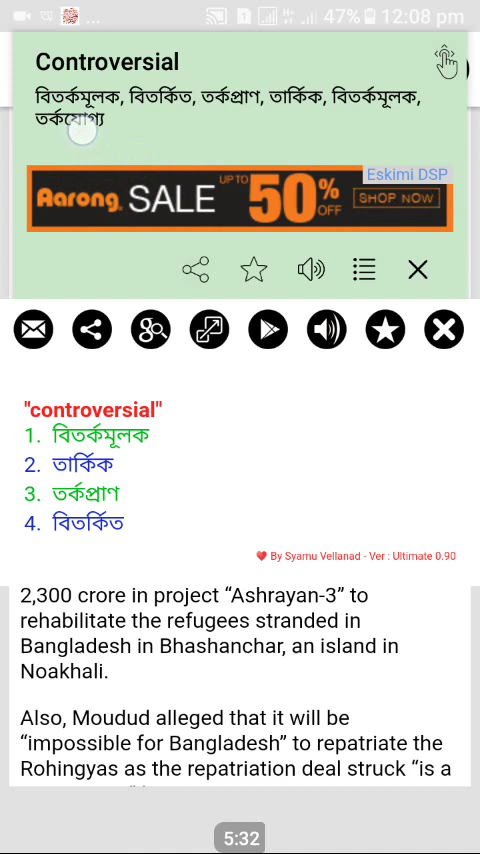 47% 12:08 pm
Controversial
বিতর্কমূলক, বিতর্কিত, তর্কপ্রাণ, তার্কিক, বিতর্কমূলক,
তর্কযোগ্য
Eskimi DSP
Aarong SALE UP TO 50% OFF SHOP NOW
"controversial"
1. বিতর্কমূলক
2. তার্কিক
3. তর্কপ্রাণ
4. বিতর্কিত
By Syamu Vellanad - Ver : Ultimate 0.90
2,300 crore in project “Ashrayan-3” to
rehabilitate the refugees stranded in
Bangladesh in Bhashanchar, an island in
Noakhali.
Also, Moudud alleged that it will be
“impossible for Bangladesh” to repatriate the
Rohingyas as the repatriation deal struck “is a
5:32